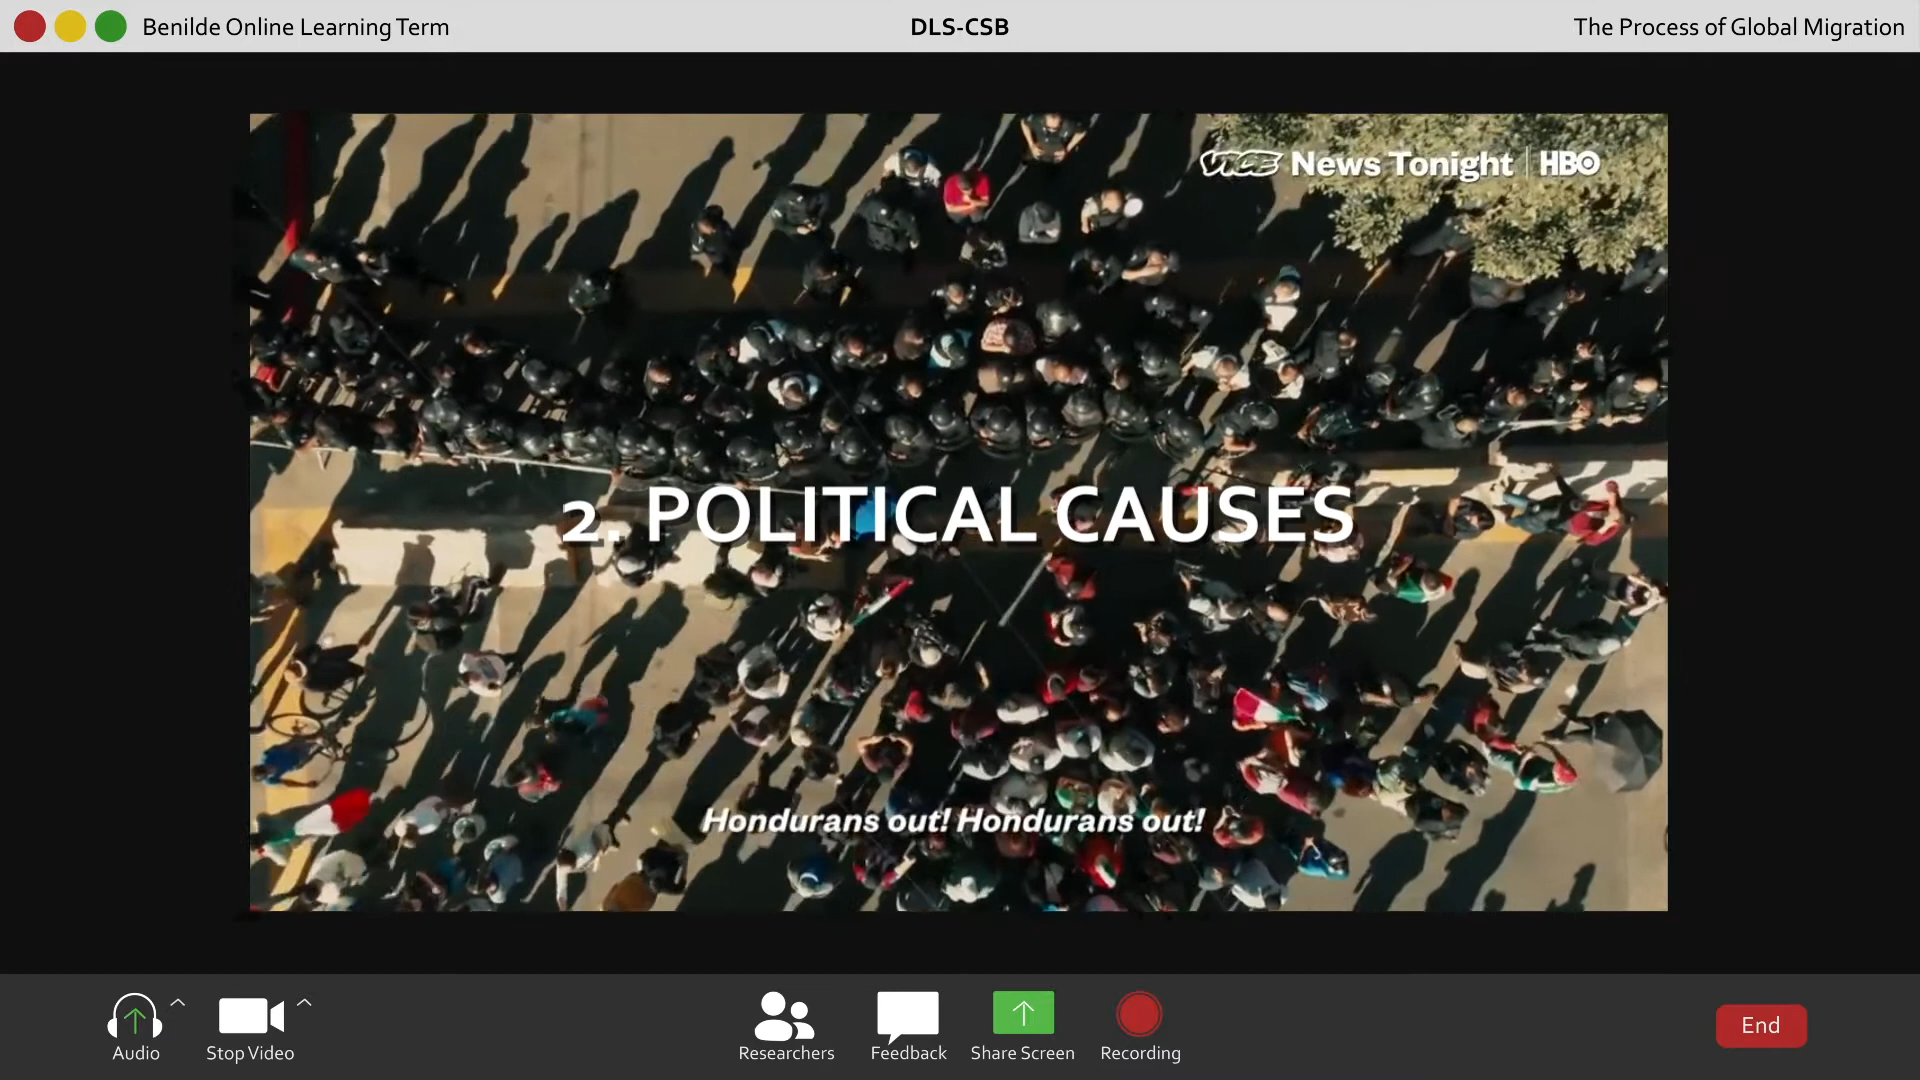 Benilde Online Learning Term
DLS-CSB
The Process of Global Migration
VICE News Tonight | HBO
2. POLITICAL CAUSES
Hondurans out! Hondurans out!
Audio
Stop Video
Researchers
Feedback
Share Screen
Recording
End